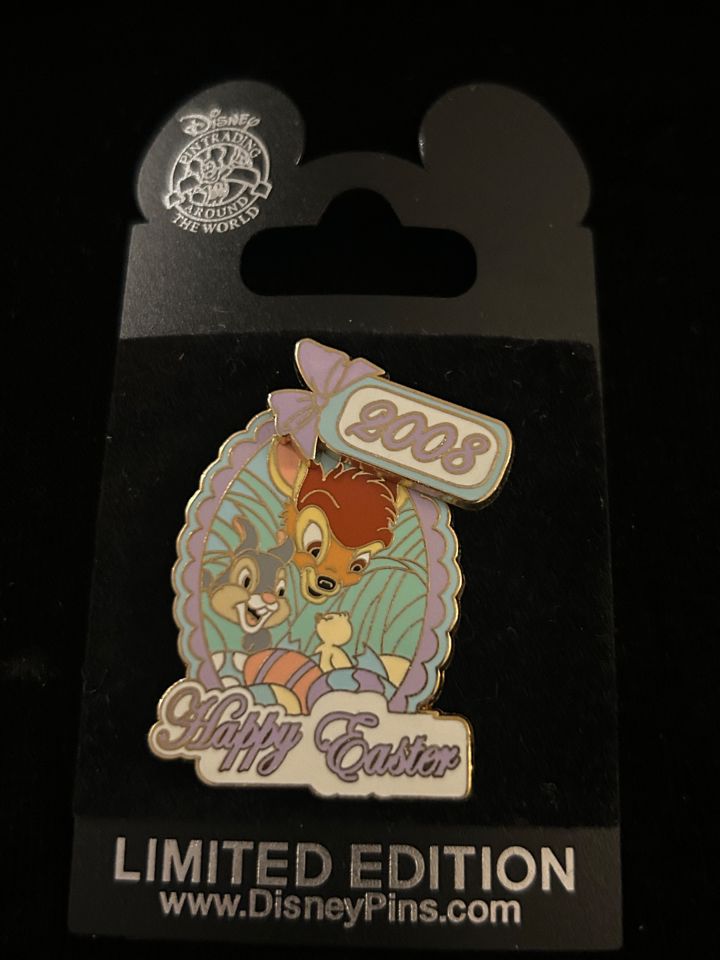 Disney
PIN TRADING
AROUND
THE WORLD
2008
Happy Easter
LIMITED EDITION
www.DisneyPins.com